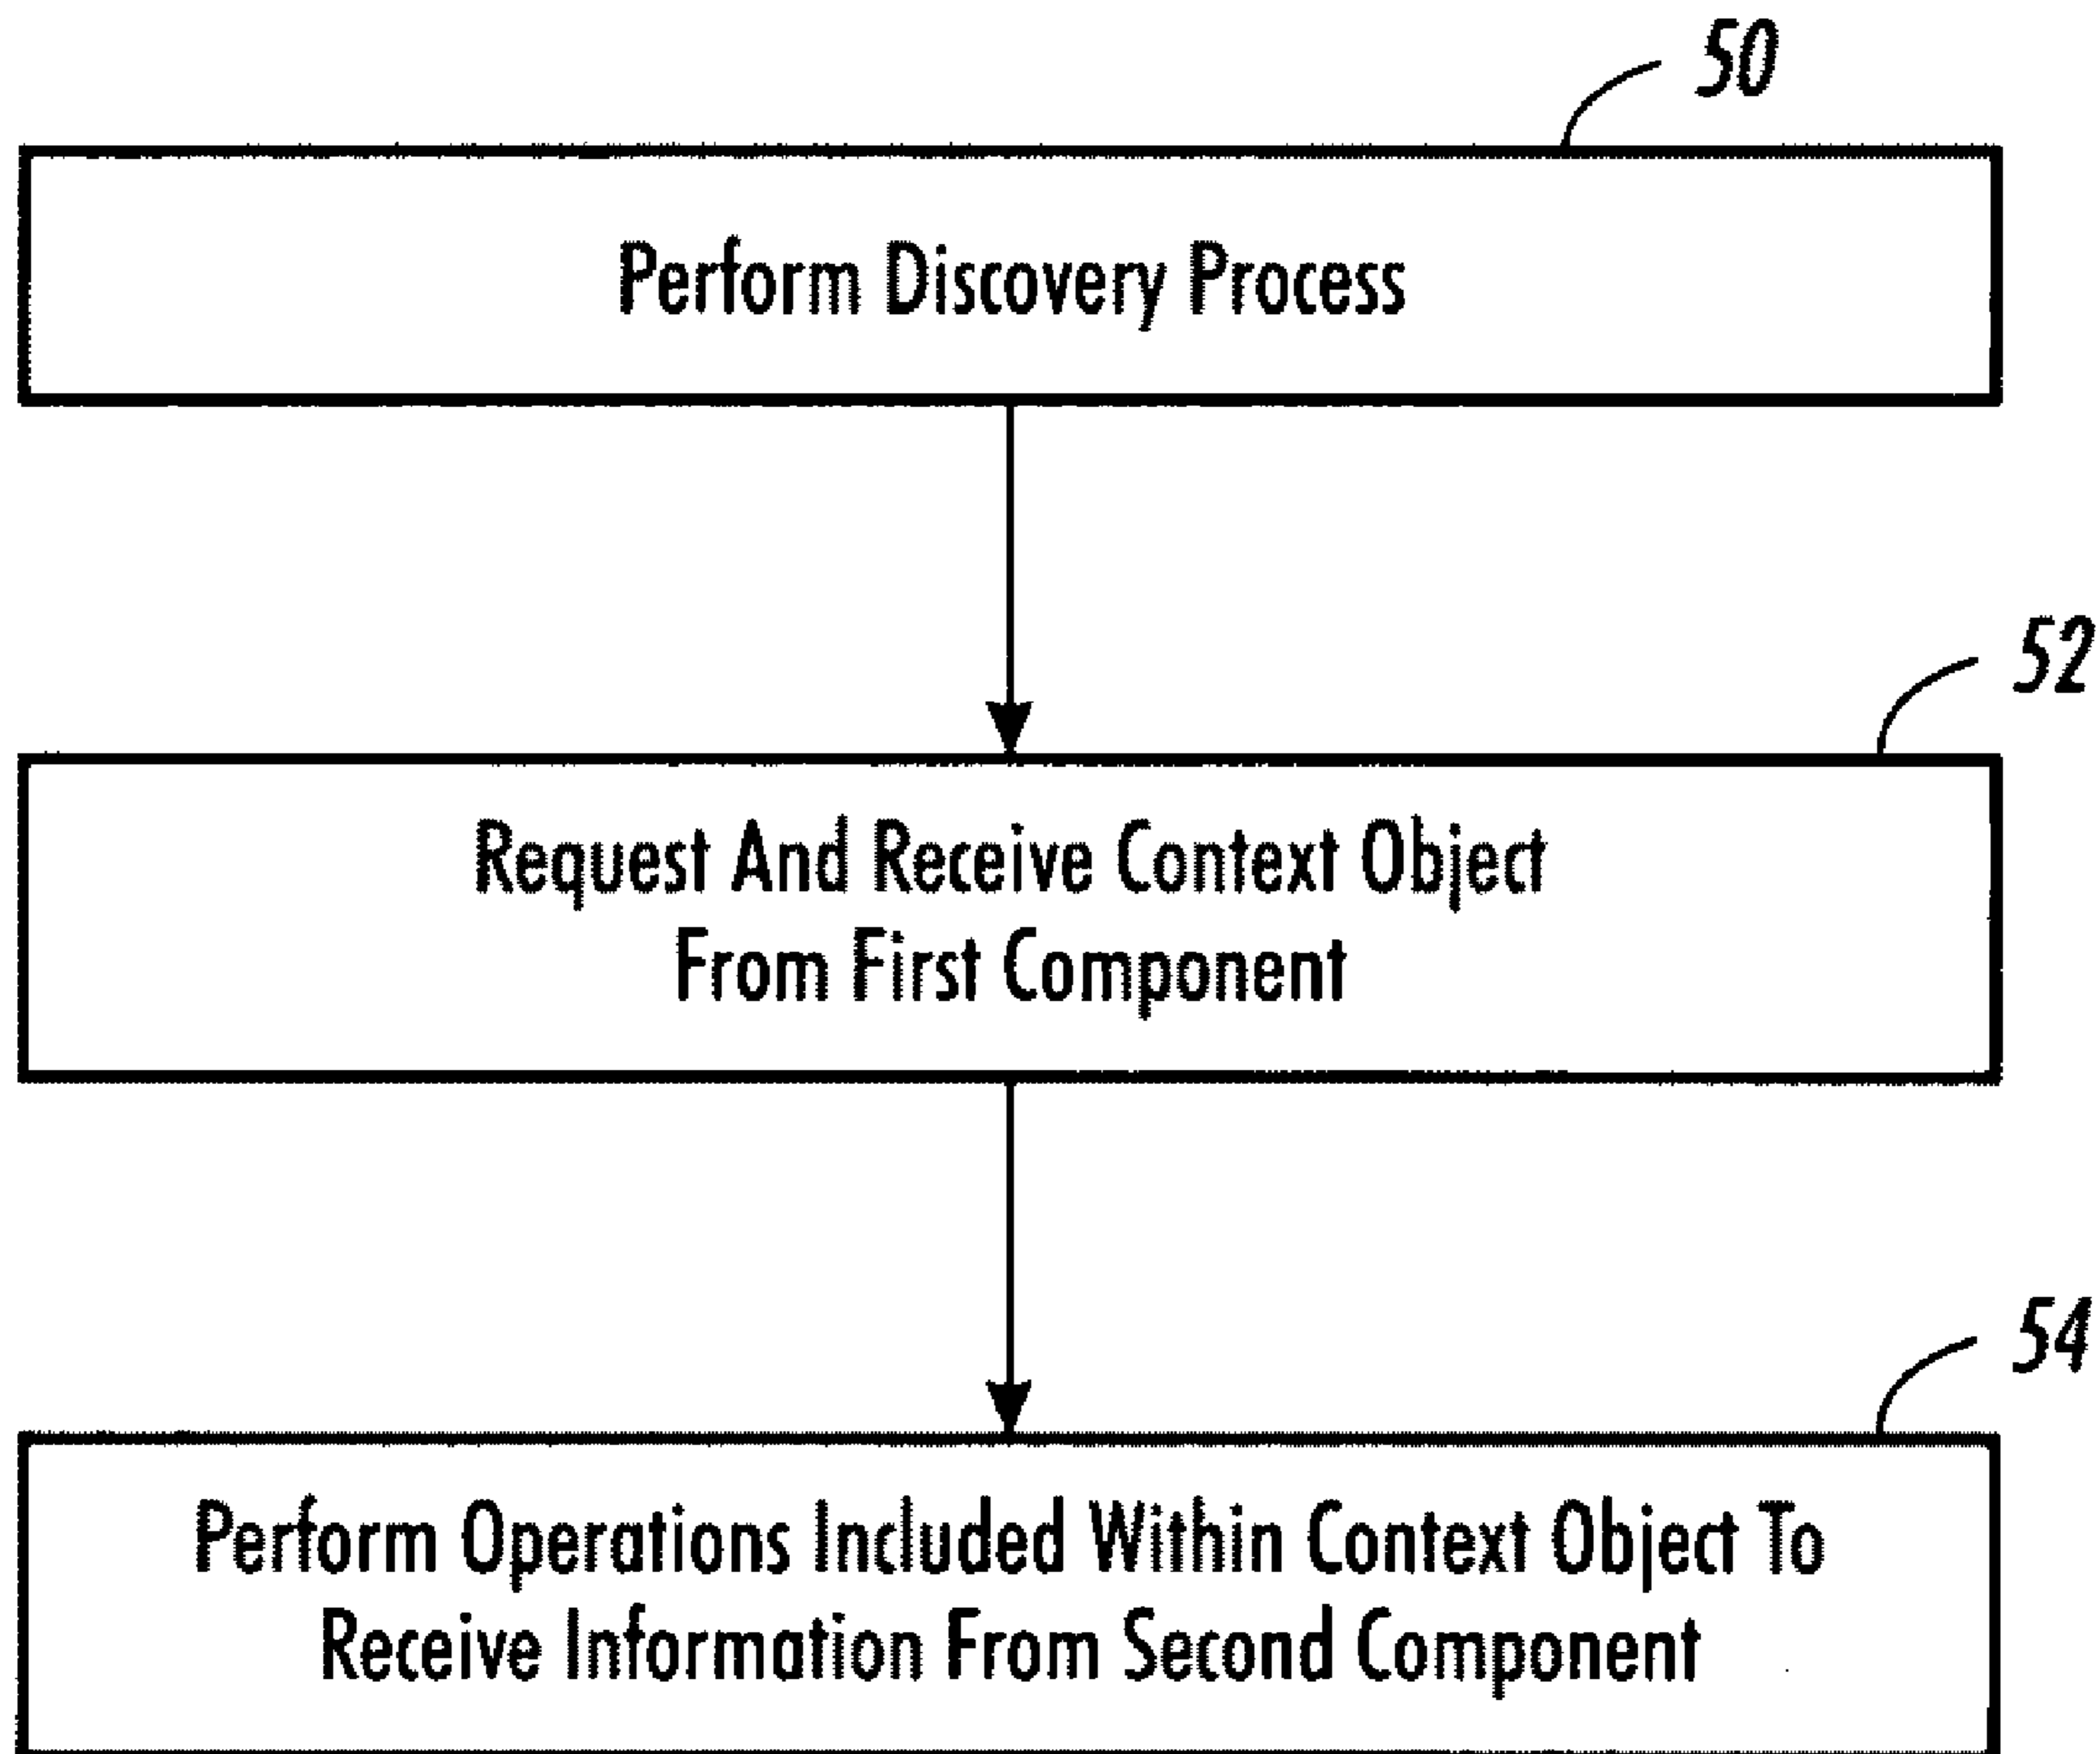 50
Perform Discovery Process
52
Request And Receive Context Object
From First Component
54
Perform Operations Included Within Context Object To
Receive Information From Second Component